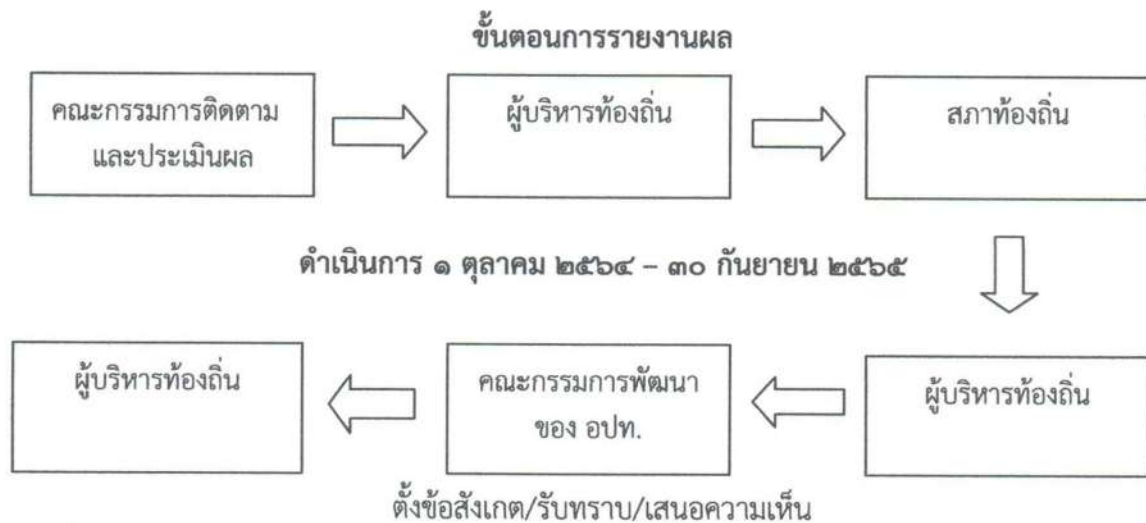 ขั้นตอนการรายงานผล
คณะกรรมการติดตาม
และประเมินผล
ผู้บริหารท้องถิ่น
สภาท้องถิ่น
ดำเนินการ ๑ ตุลาคม ๒๕๖๔ – ๓๐ กันยายน ๒๕๖๕
ผู้บริหารท้องถิ่น
คณะกรรมการพัฒนา
ของ อปท.
ผู้บริหารท้องถิ่น
ตั้งข้อสังเกต/รับทราบ/เสนอความเห็น